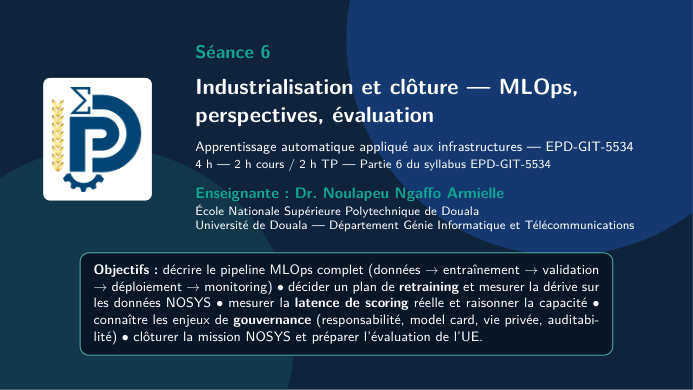 Séance 6
Industrialisation et clôture — MLOps,
perspectives, évaluation
Apprentissage automatique appliqué aux infrastructures — EPD-GIT-5534
4 h — 2 h cours / 2 h TP — Partie 6 du syllabus EPD-GIT-5534
Enseignante : Dr. Noulapeu Ngaffo Armielle
École Nationale Supérieure Polytechnique de Douala
Université de Douala — Département Génie Informatique et Télécommunications
Objectifs : décrire le pipeline MLOps complet (données → entraînement → validation
→ déploiement → monitoring) • décider un plan de retraining et mesurer la dérive sur
les données NOSYS • mesurer la latence de scoring réelle et raisonner la capacité •
connaître les enjeux de gouvernance (responsabilité, model card, vie privée, auditabi-
lité) • clôturer la mission NOSYS et préparer l'évaluation de l'UE.